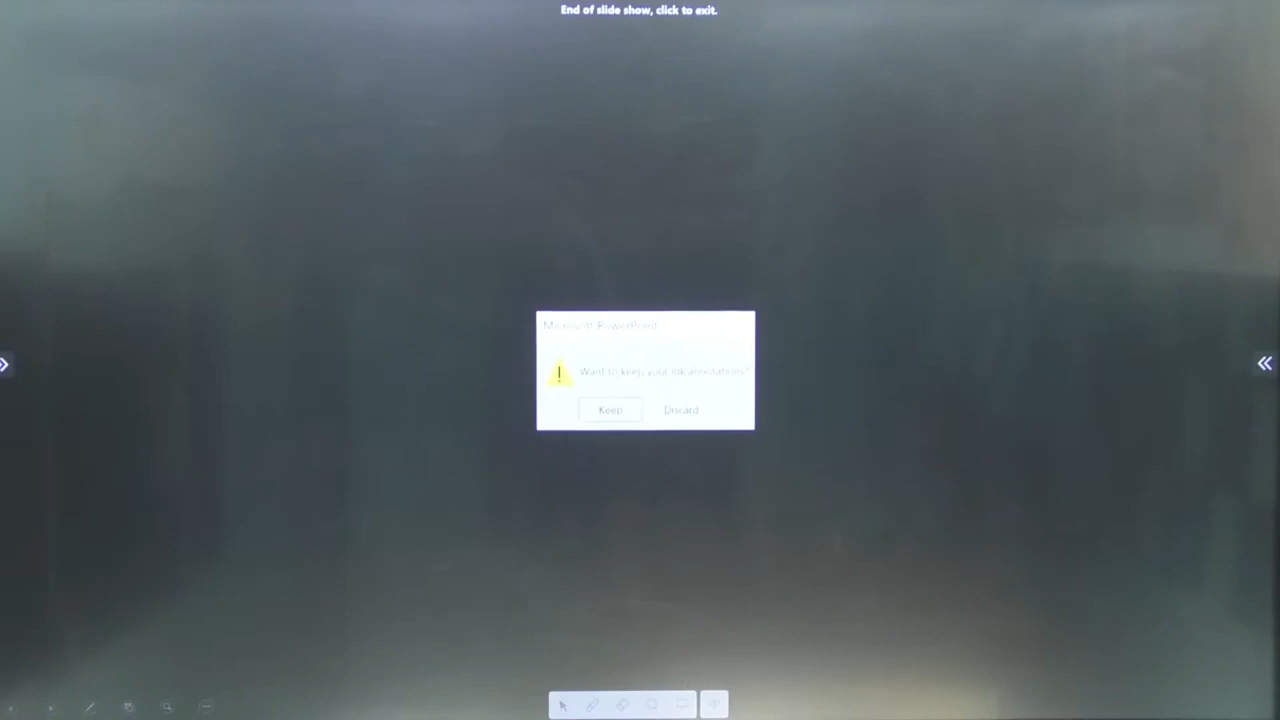 End of slide show, click to exit.
Microsoft PowerPoint
Want to keep your ink annotations?
Keep
Discard